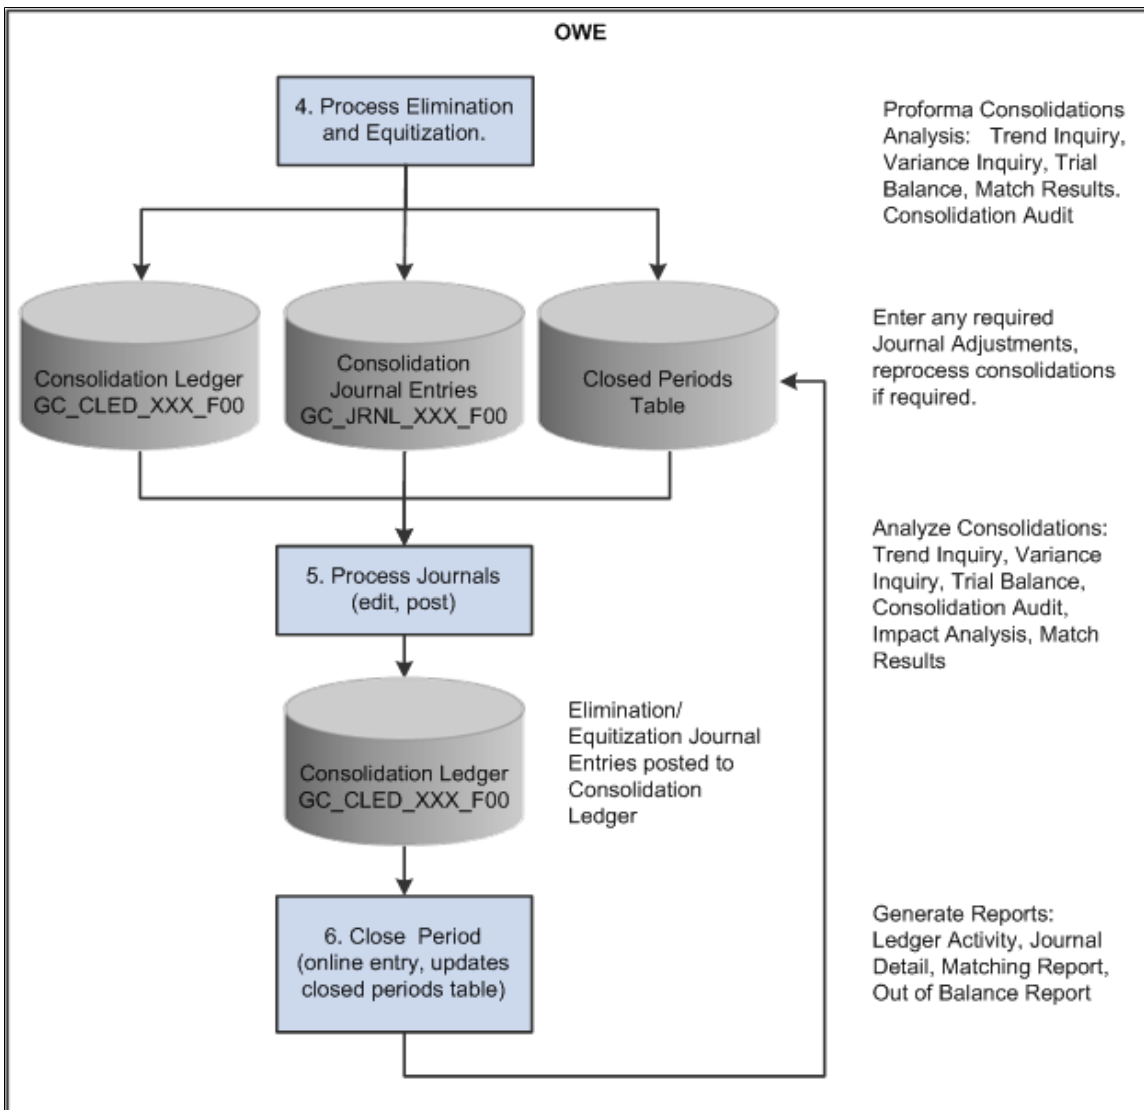 OWE
4. Process Elimination
and Equitization.
Proforma Consolidations
Analysis: Trend Inquiry,
Variance Inquiry, Trial
Balance, Match Results.
Consolidation Audit
Consolidation Ledger
GC_CLED_XXX_F00
Consolidation
Journal Entries
GC_JRNL_XXX_F00
Closed Periods
Table
Enter any required
Journal Adjustments,
reprocess consolidations
if required.
5. Process Journals
(edit, post)
Analyze Consolidations:
Trend Inquiry, Variance
Inquiry, Trial Balance,
Consolidation Audit,
Impact Analysis, Match
Results
Consolidation Ledger
GC_CLED_XXX_F00
Elimination/
Equitization Journal
Entries posted to
Consolidation
Ledger
6. Close Period
(online entry, updates
closed periods table)
Generate Reports:
Ledger Activity, Journal
Detail, Matching Report,
Out of Balance Report